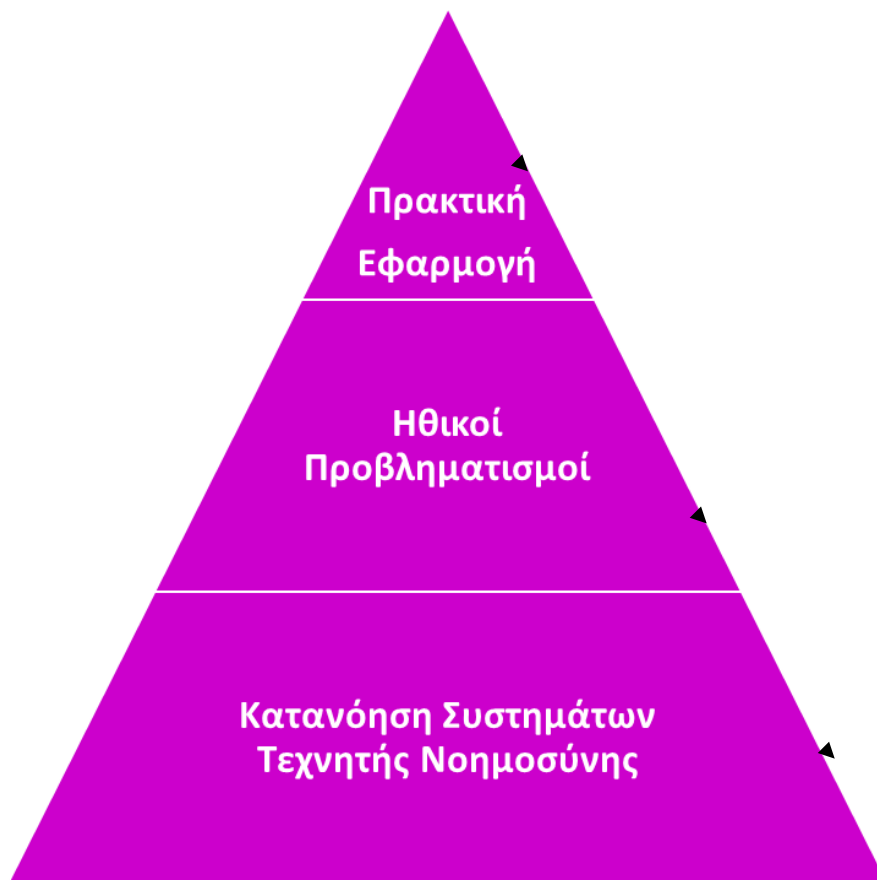 Πρακτική
Εφαρμογή
Ηθικοί
Προβληματισμοί
Κατανόηση Συστημάτων
Τεχνητής Νοημοσύνης